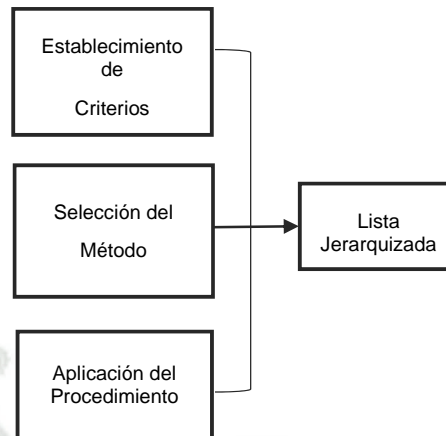 Establecimiento
de
Criterios
Selección del
Método
Lista
Jerarquizada
Aplicación del
Procedimiento